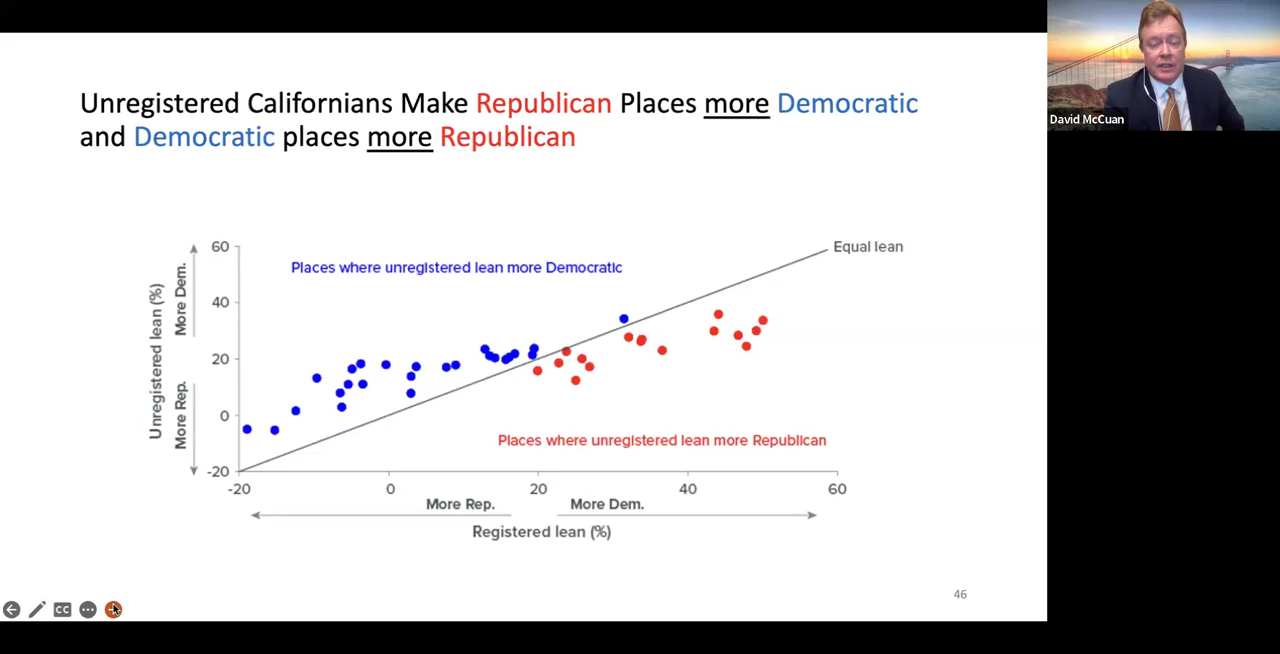 Unregistered Californians Make Republican Places more Democratic
and Democratic places more Republican
David McCuan
60
40
20
0
-20
Unregistered lean (%)
More Dem.
More Rep.
Places where unregistered lean more Democratic
Equal lean
Places where unregistered lean more Republican
-20 0 20 40 60
More Rep. More Dem.
Registered lean (%)
CC
46